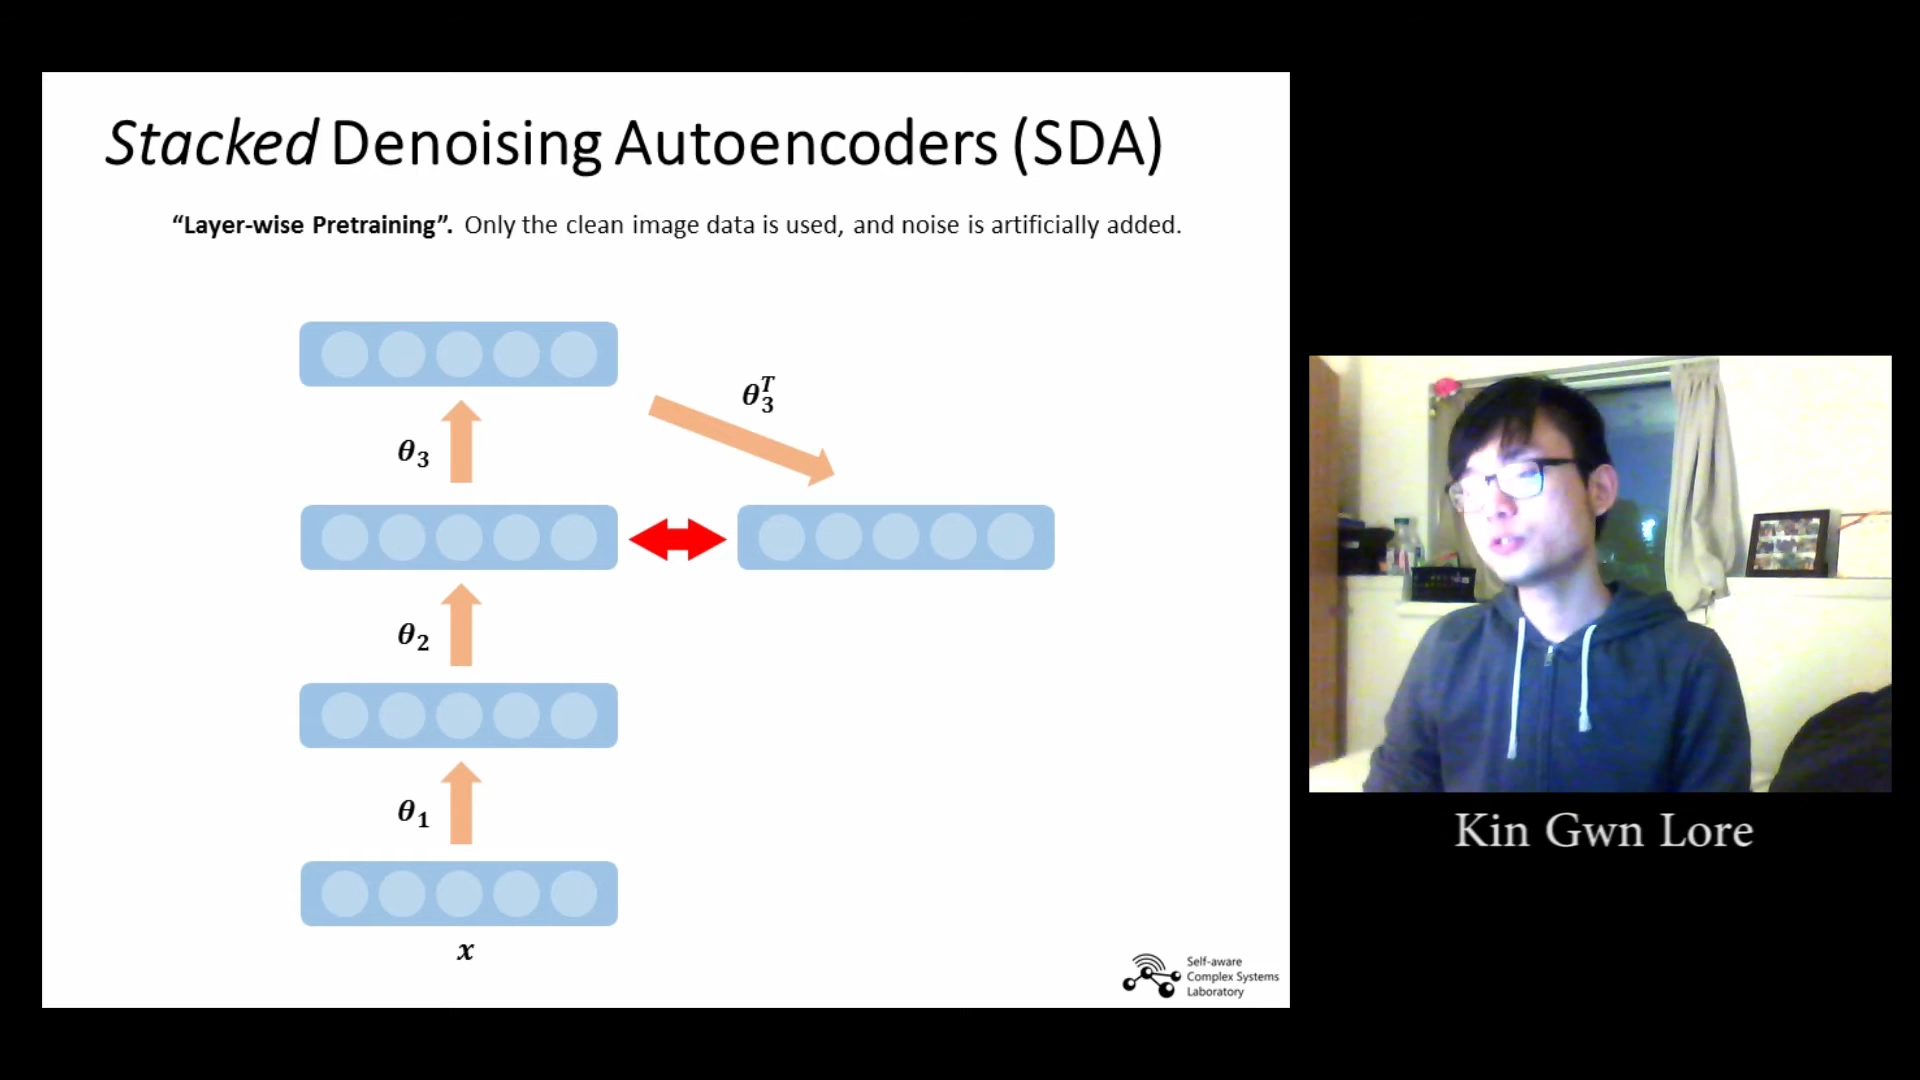 Stacked Denoising Autoencoders (SDA)
“Layer-wise Pretraining”. Only the clean image data is used, and noise is artificially added.
θ₃ᵀ
θ₃
θ₂
θ₁
x
Self-aware
Complex Systems
Laboratory
Kin Gwn Lore